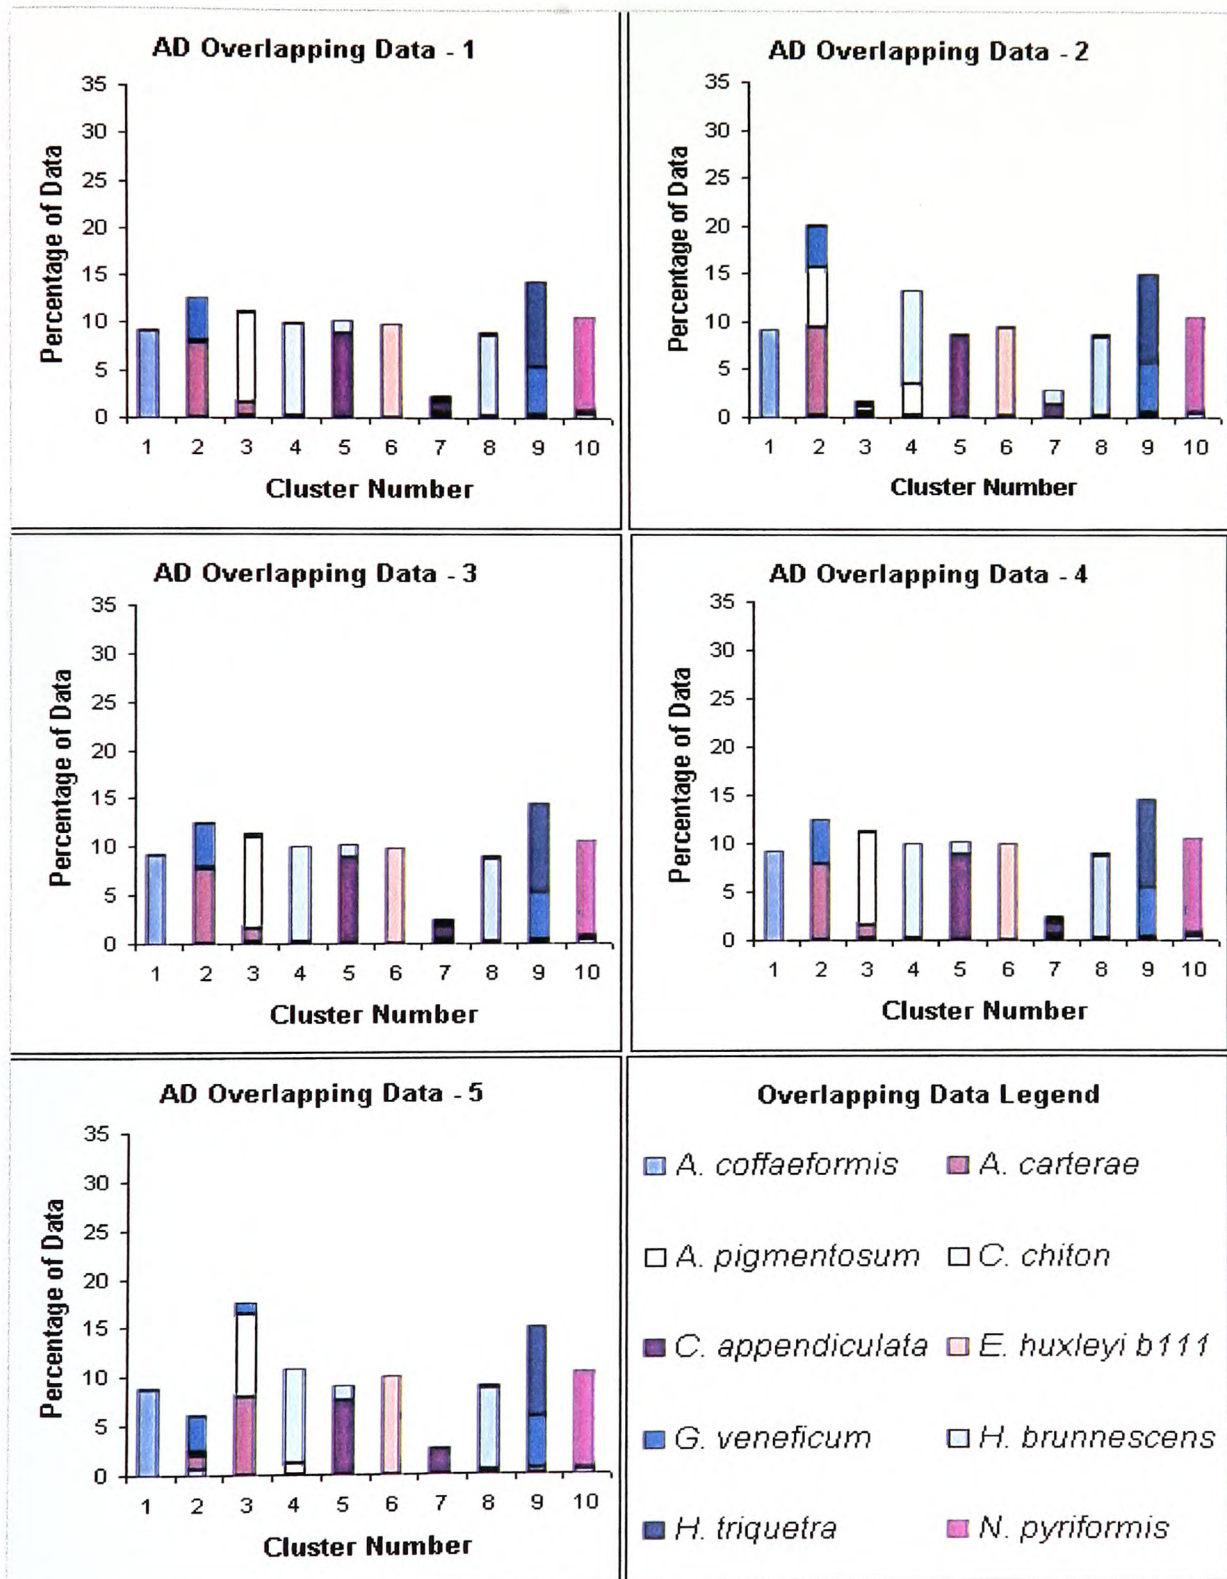 AD Overlapping Data - 1
Percentage of Data
35
30
25
20
15
10
5
0
1 2 3 4 5 6 7 8 9 10
Cluster Number
AD Overlapping Data - 2
Percentage of Data
35
30
25
20
15
10
5
0
1 2 3 4 5 6 7 8 9 10
Cluster Number
AD Overlapping Data - 3
Percentage of Data
35
30
25
20
15
10
5
0
1 2 3 4 5 6 7 8 9 10
Cluster Number
AD Overlapping Data - 4
Percentage of Data
35
30
25
20
15
10
5
0
1 2 3 4 5 6 7 8 9 10
Cluster Number
AD Overlapping Data - 5
Percentage of Data
35
30
25
20
15
10
5
0
1 2 3 4 5 6 7 8 9 10
Cluster Number
Overlapping Data Legend
A. coffaeformis A. carterae
A. pigmentosum C. chiton
C. appendiculata E. huxleyi b111
G. veneficum H. brunnescens
H. triquetra N. pyriformis